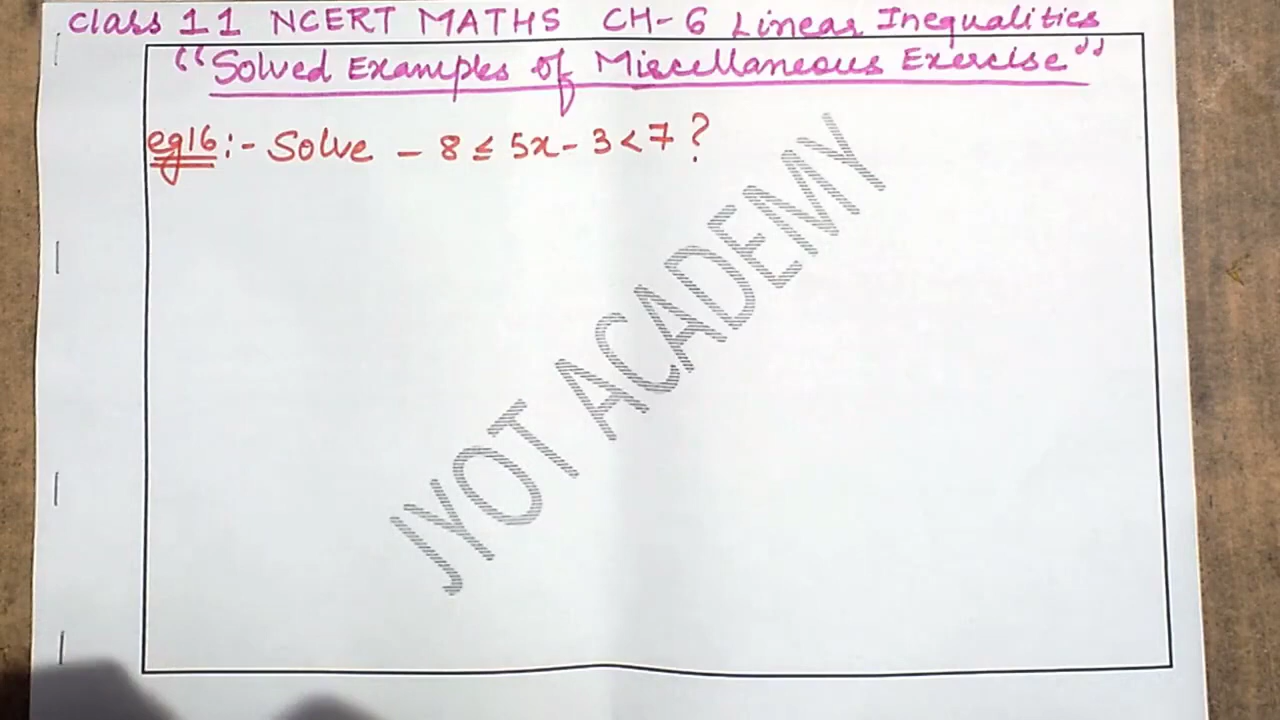 Class 11 NCERT MATHS CH-6 Linear Inequalities
"Solved Examples of Miscellaneous Exercise"
eg16:- Solve - 8 ≤ 5x - 3 < 7 ?
JYOT ACADEMY